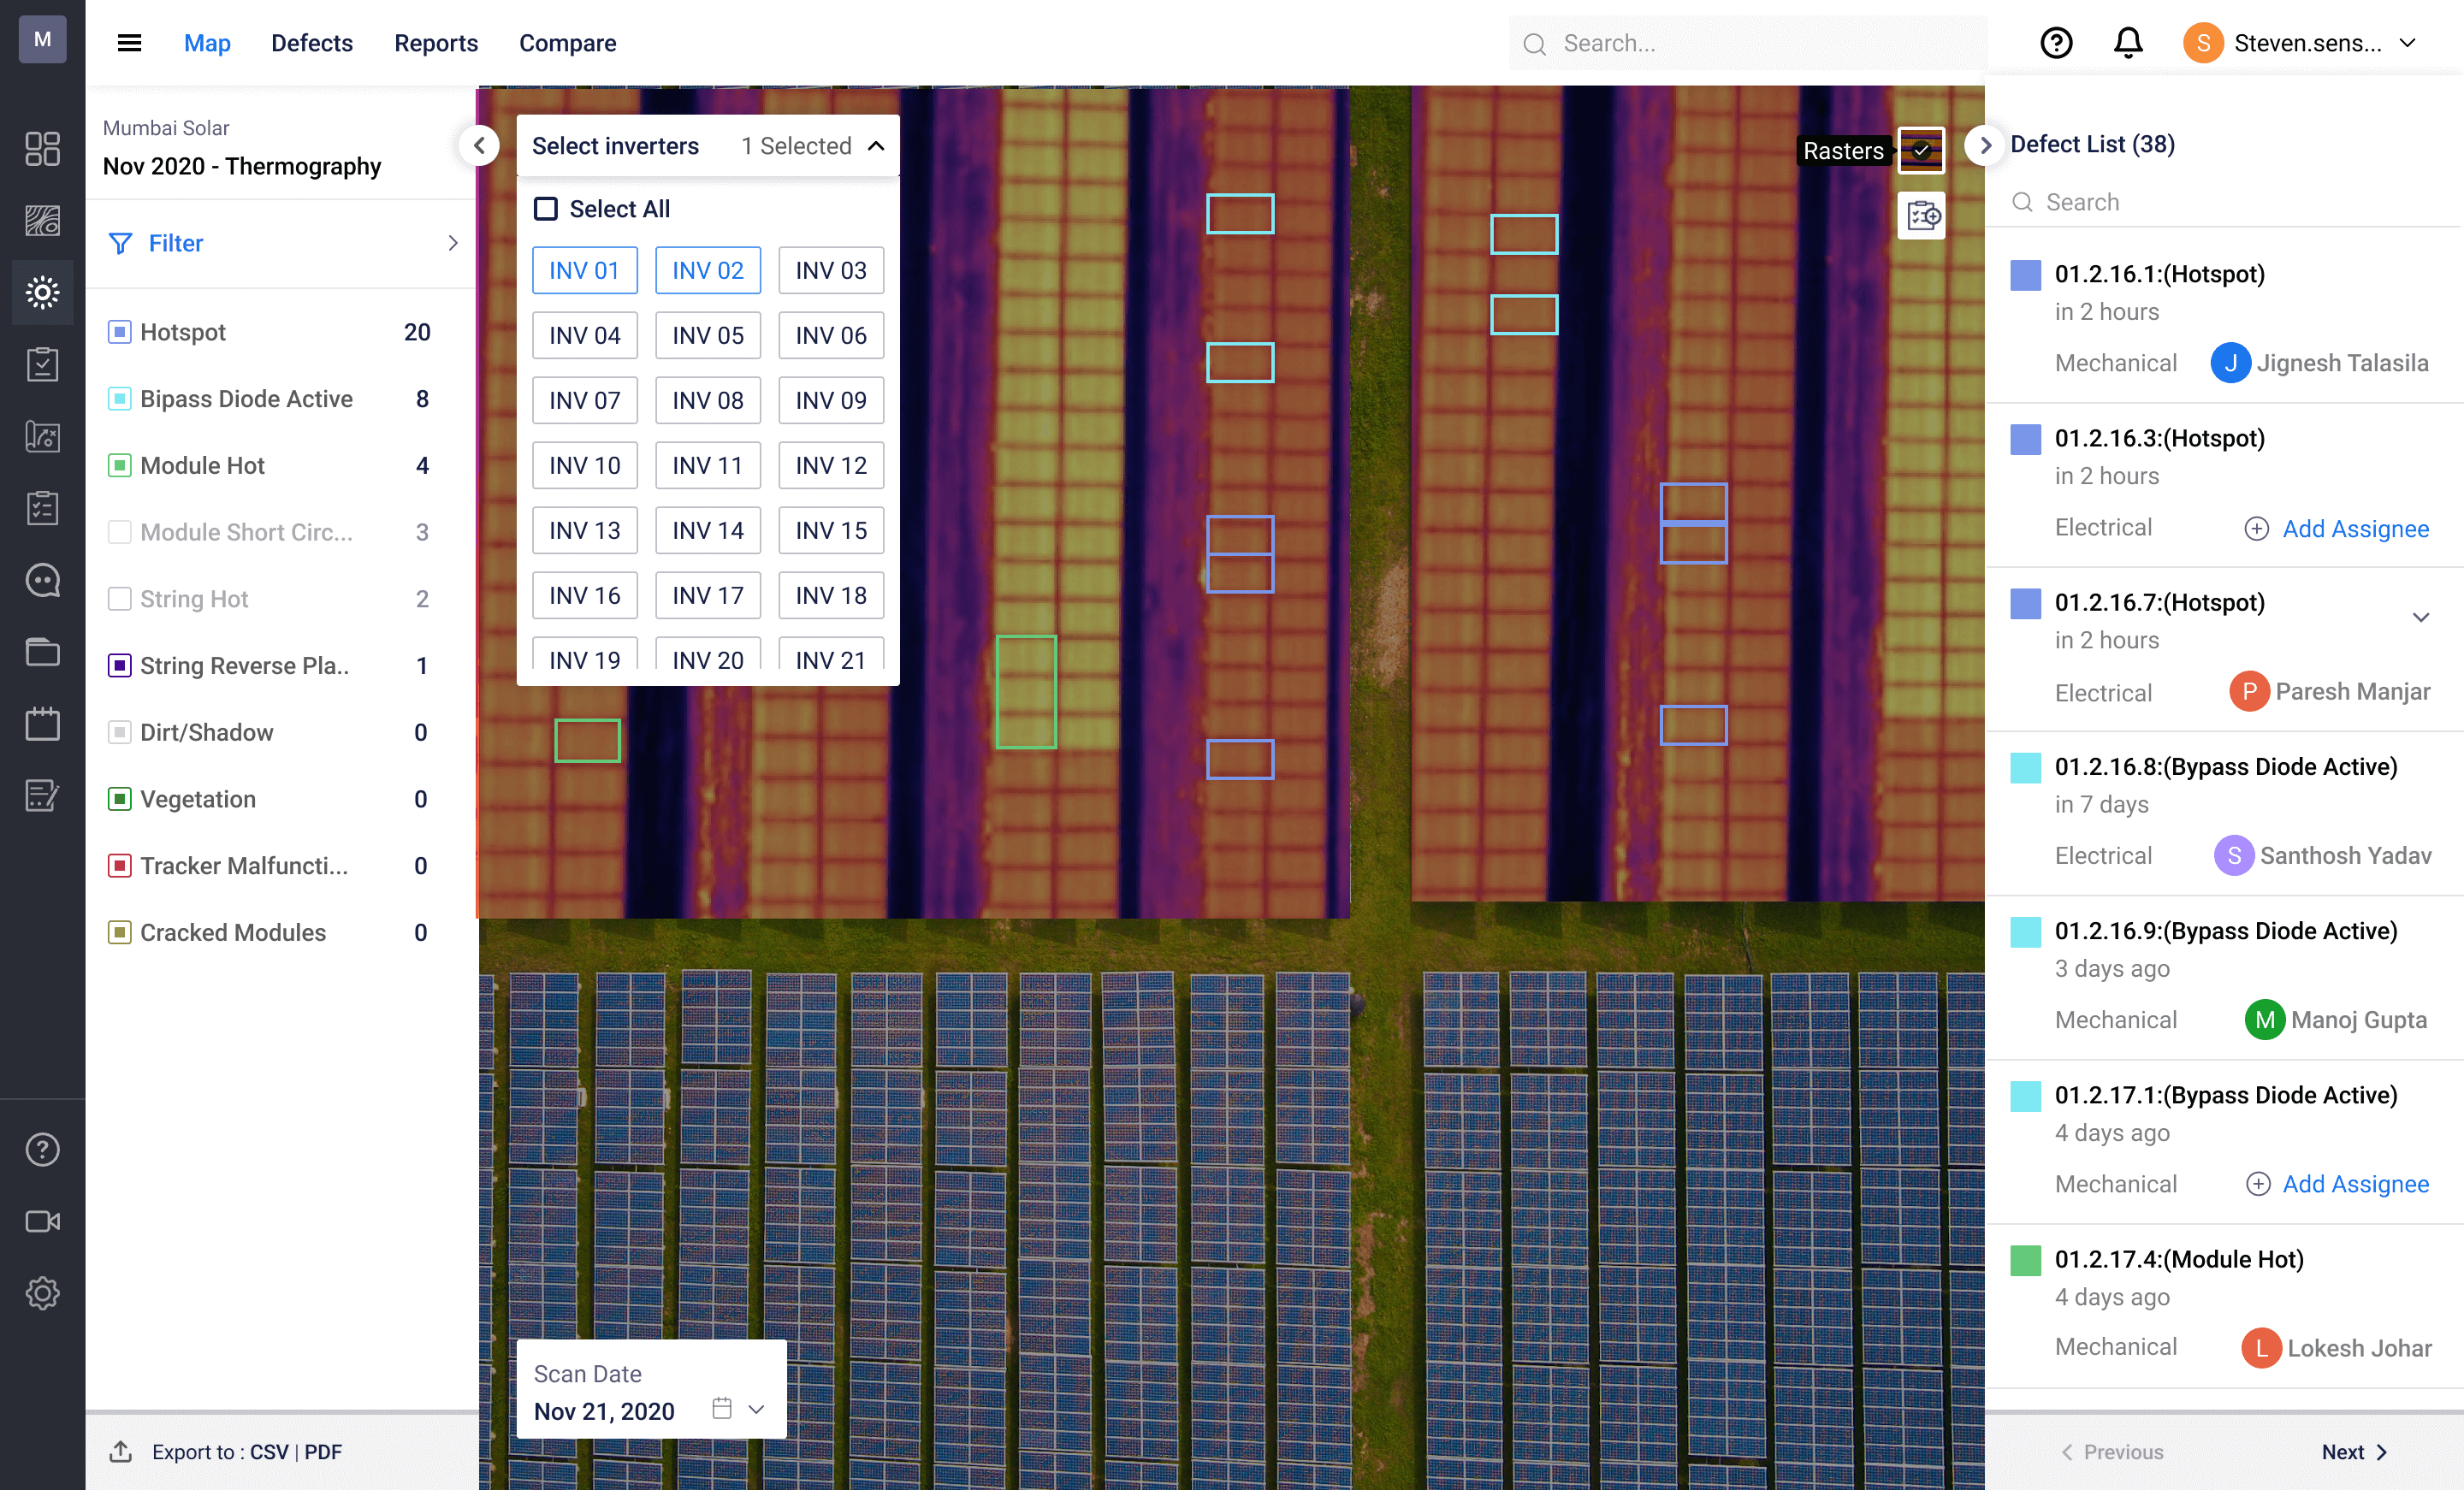 M
Map Defects Reports Compare
Search...
S Steven.sens...
Mumbai Solar
Nov 2020 - Thermography
Filter
Hotspot 20
Bipass Diode Active 8
Module Hot 4
Module Short Circ... 3
String Hot 2
String Reverse Pla.. 1
Dirt/Shadow 0
Vegetation 0
Tracker Malfuncti... 0
Cracked Modules 0
Export to : CSV | PDF
Select inverters 1 Selected
Select All
INV 01 INV 02 INV 03
INV 04 INV 05 INV 06
INV 07 INV 08 INV 09
INV 10 INV 11 INV 12
INV 13 INV 14 INV 15
INV 16 INV 17 INV 18
INV 19 INV 20 INV 21
Rasters
Scan Date
Nov 21, 2020
Defect List (38)
Search
01.2.16.1:(Hotspot)
in 2 hours
Mechanical J Jignesh Talasila
01.2.16.3:(Hotspot)
in 2 hours
Electrical Add Assignee
01.2.16.7:(Hotspot)
in 2 hours
Electrical P Paresh Manjar
01.2.16.8:(Bypass Diode Active)
in 7 days
Electrical S Santhosh Yadav
01.2.16.9:(Bypass Diode Active)
3 days ago
Mechanical M Manoj Gupta
01.2.17.1:(Bypass Diode Active)
4 days ago
Mechanical Add Assignee
01.2.17.4:(Module Hot)
4 days ago
Mechanical L Lokesh Johar
Previous Next